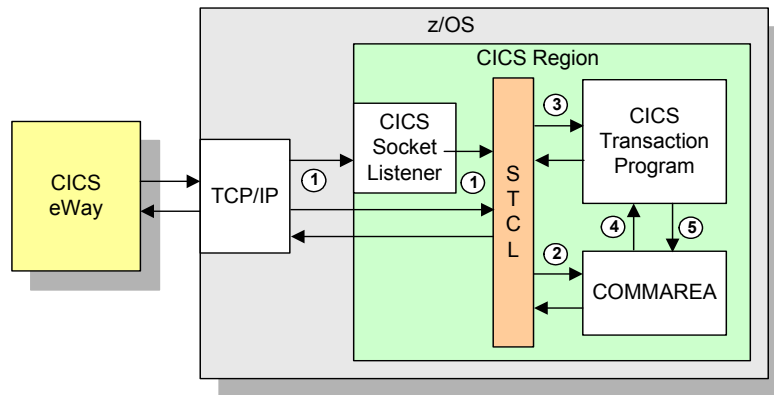 z/OS
CICS Region
CICS
eWay
TCP/IP
1
CICS
Socket
Listener
1
S
T
C
L
3
CICS
Transaction
Program
4
5
2
COMMAREA